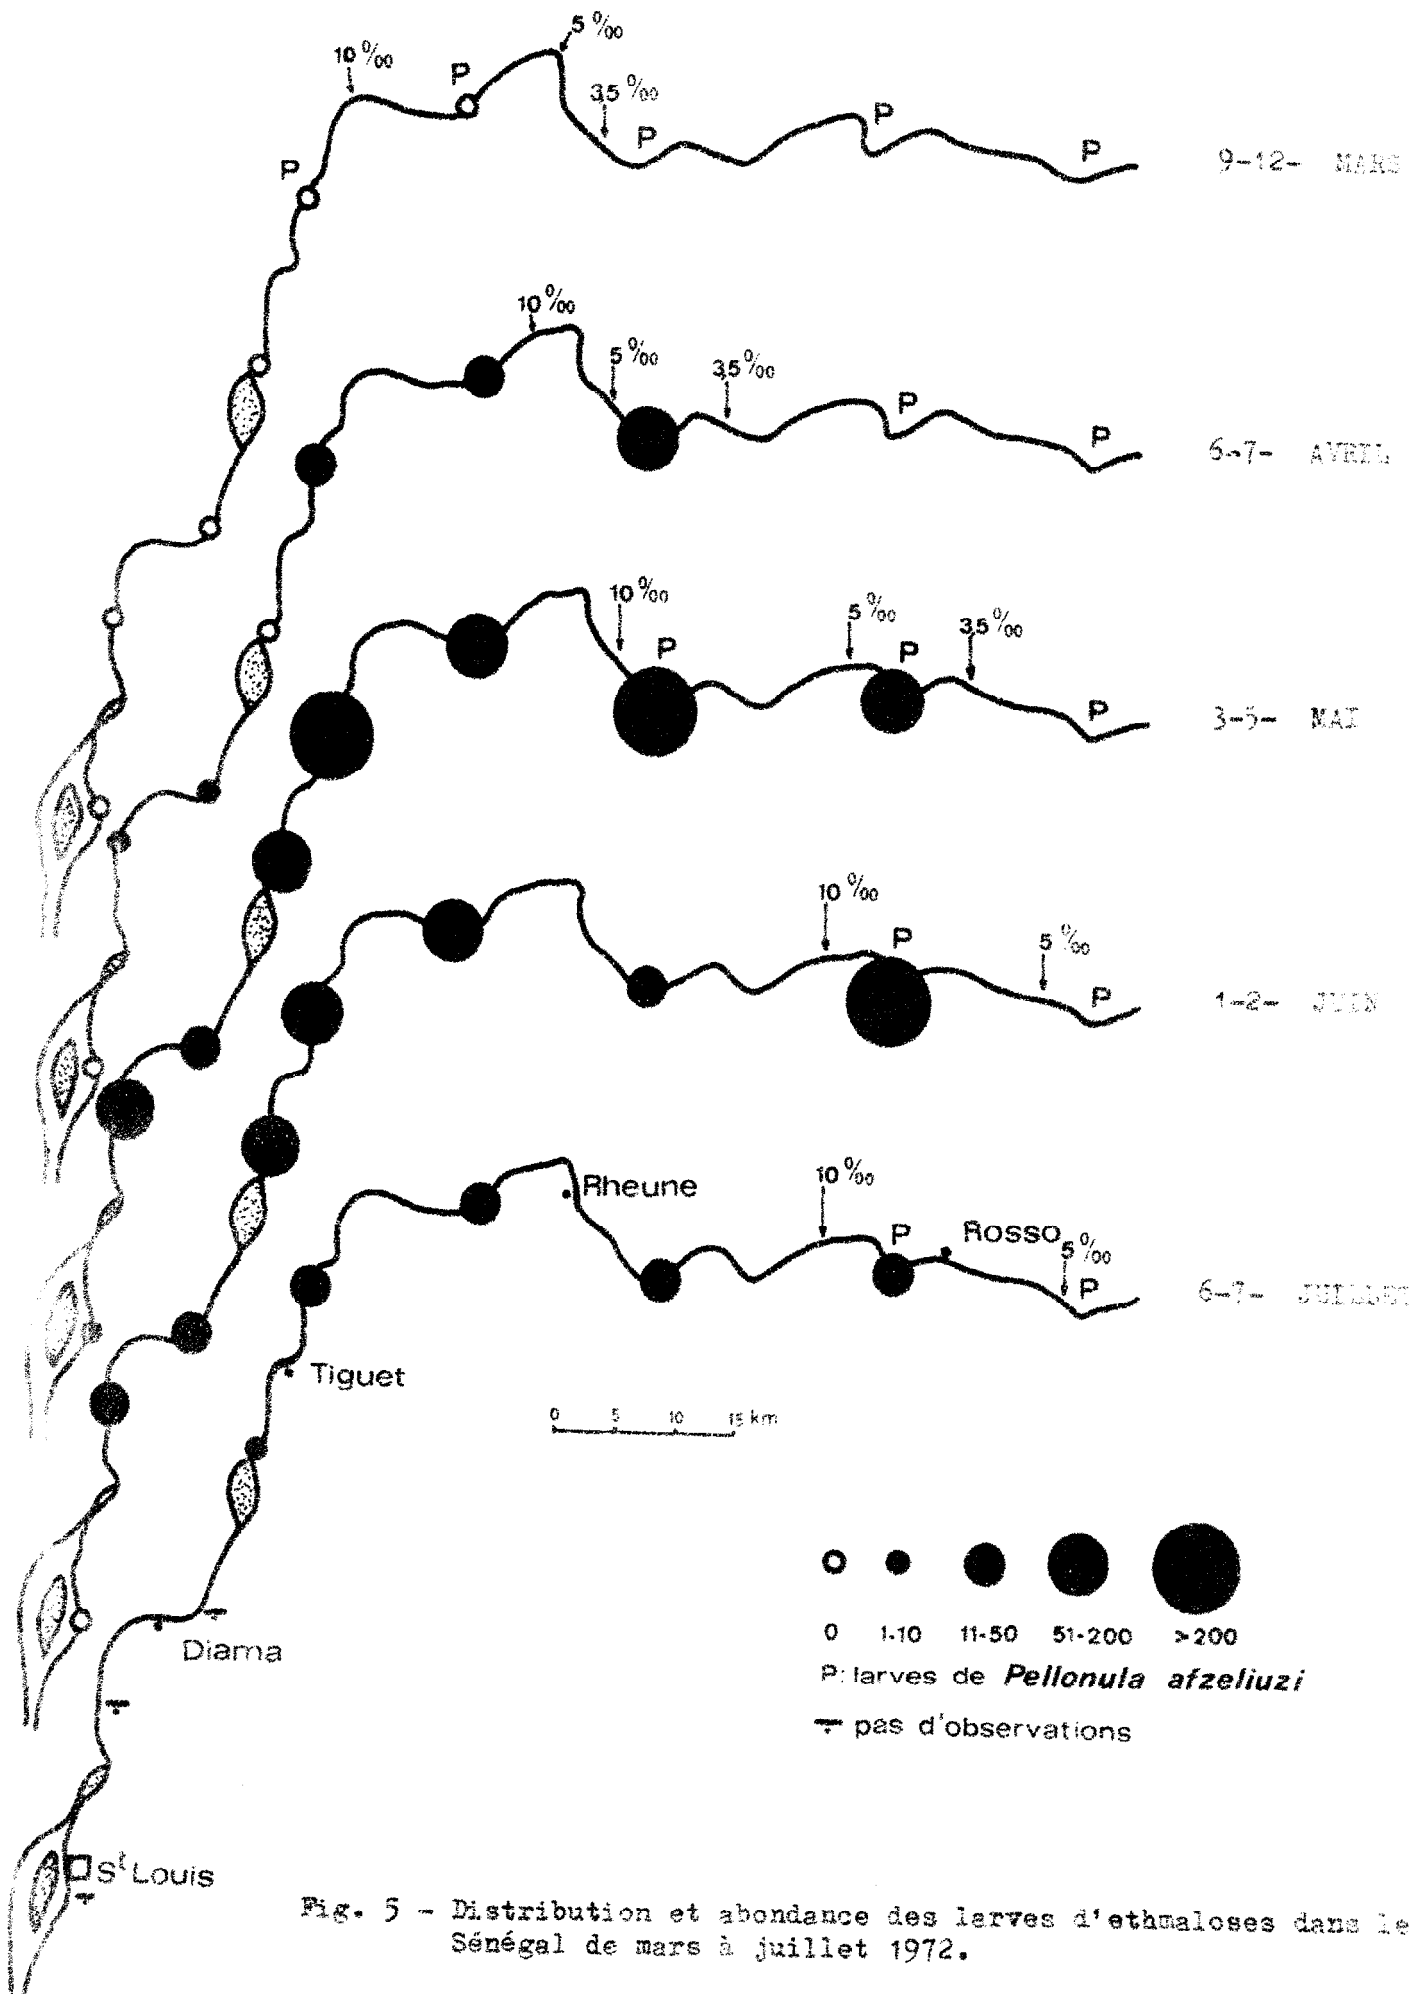 5 ‰
10 ‰
P
35 ‰
P
P
P
P
9-12- MARS
10 ‰
5 ‰
35 ‰
P
P
6-7- AVRIL
10 ‰
5 ‰
35 ‰
P
P
P
3-5- MAI
10 ‰
5 ‰
P
P
1-2- JUIN
10 ‰
Rheune
P
Rosso
5 ‰
P
6-7- JUILLET
Tiguet
0 5 10 15 km
0 1-10 11-50 51-200 >200
P: larves de Pellonula afzeliuzi
pas d'observations
Diama
St Louis
Fig. 5 - Distribution et abondance des larves d'ethmaloses dans le
Sénégal de mars à juillet 1972.